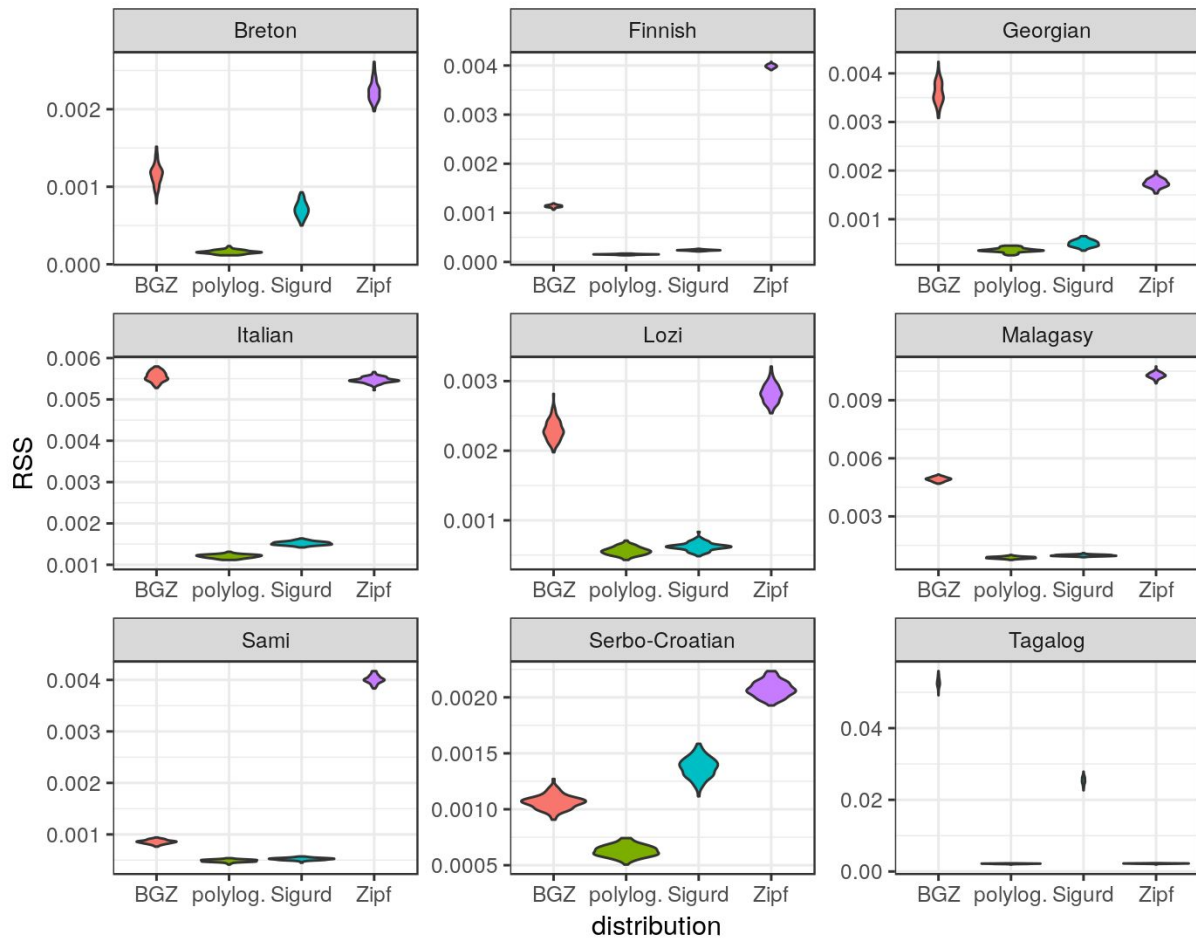 Breton
Finnish
Georgian
0.002
0.001
0.000
0.004
0.003
0.002
0.001
0.000
0.004
0.003
0.002
0.001
BGZ polylog. Sigurd Zipf
BGZ polylog. Sigurd Zipf
BGZ polylog. Sigurd Zipf
Italian
Lozi
Malagasy
RSS
0.006
0.005
0.004
0.003
0.002
0.001
0.003
0.002
0.001
0.009
0.006
0.003
BGZ polylog. Sigurd Zipf
BGZ polylog. Sigurd Zipf
BGZ polylog. Sigurd Zipf
Sami
Serbo-Croatian
Tagalog
0.004
0.003
0.002
0.001
0.0020
0.0015
0.0010
0.0005
0.04
0.02
0.00
BGZ polylog. Sigurd Zipf
BGZ polylog. Sigurd Zipf
BGZ polylog. Sigurd Zipf
distribution